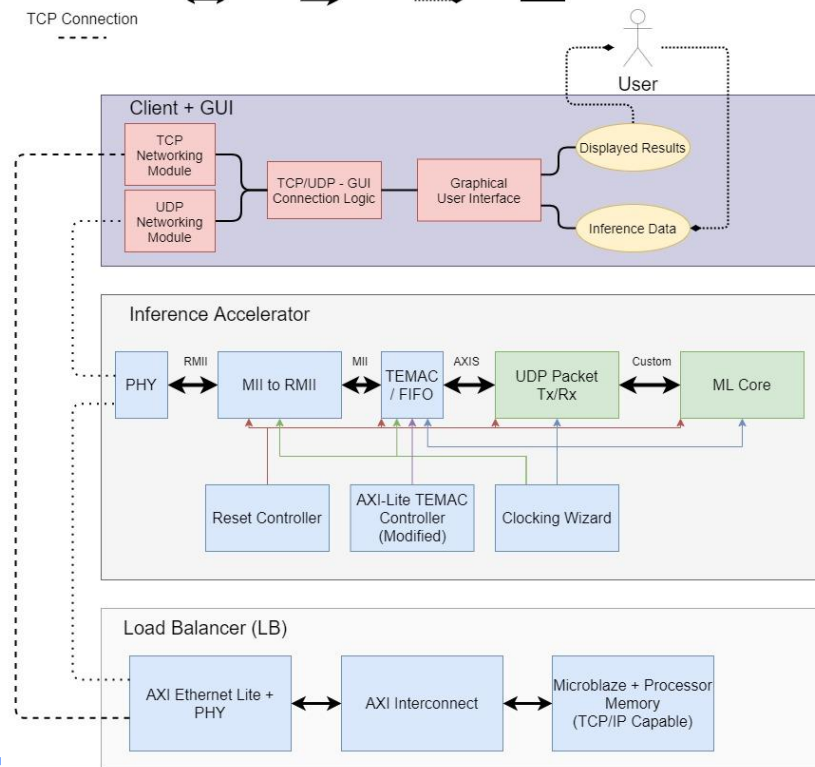 TCP Connection
User
Client + GUI
TCP
Networking
Module
UDP
Networking
Module
TCP/UDP - GUI
Connection Logic
Graphical
User Interface
Displayed Results
Inference Data
Inference Accelerator
PHY
RMII
MII to RMII
MII
TEMAC
/ FIFO
AXIS
UDP Packet
Tx/Rx
Custom
ML Core
Reset Controller
AXI-Lite TEMAC
Controller
(Modified)
Clocking Wizard
Load Balancer (LB)
AXI Ethernet Lite +
PHY
AXI Interconnect
Microblaze + Processor
Memory
(TCP/IP Capable)